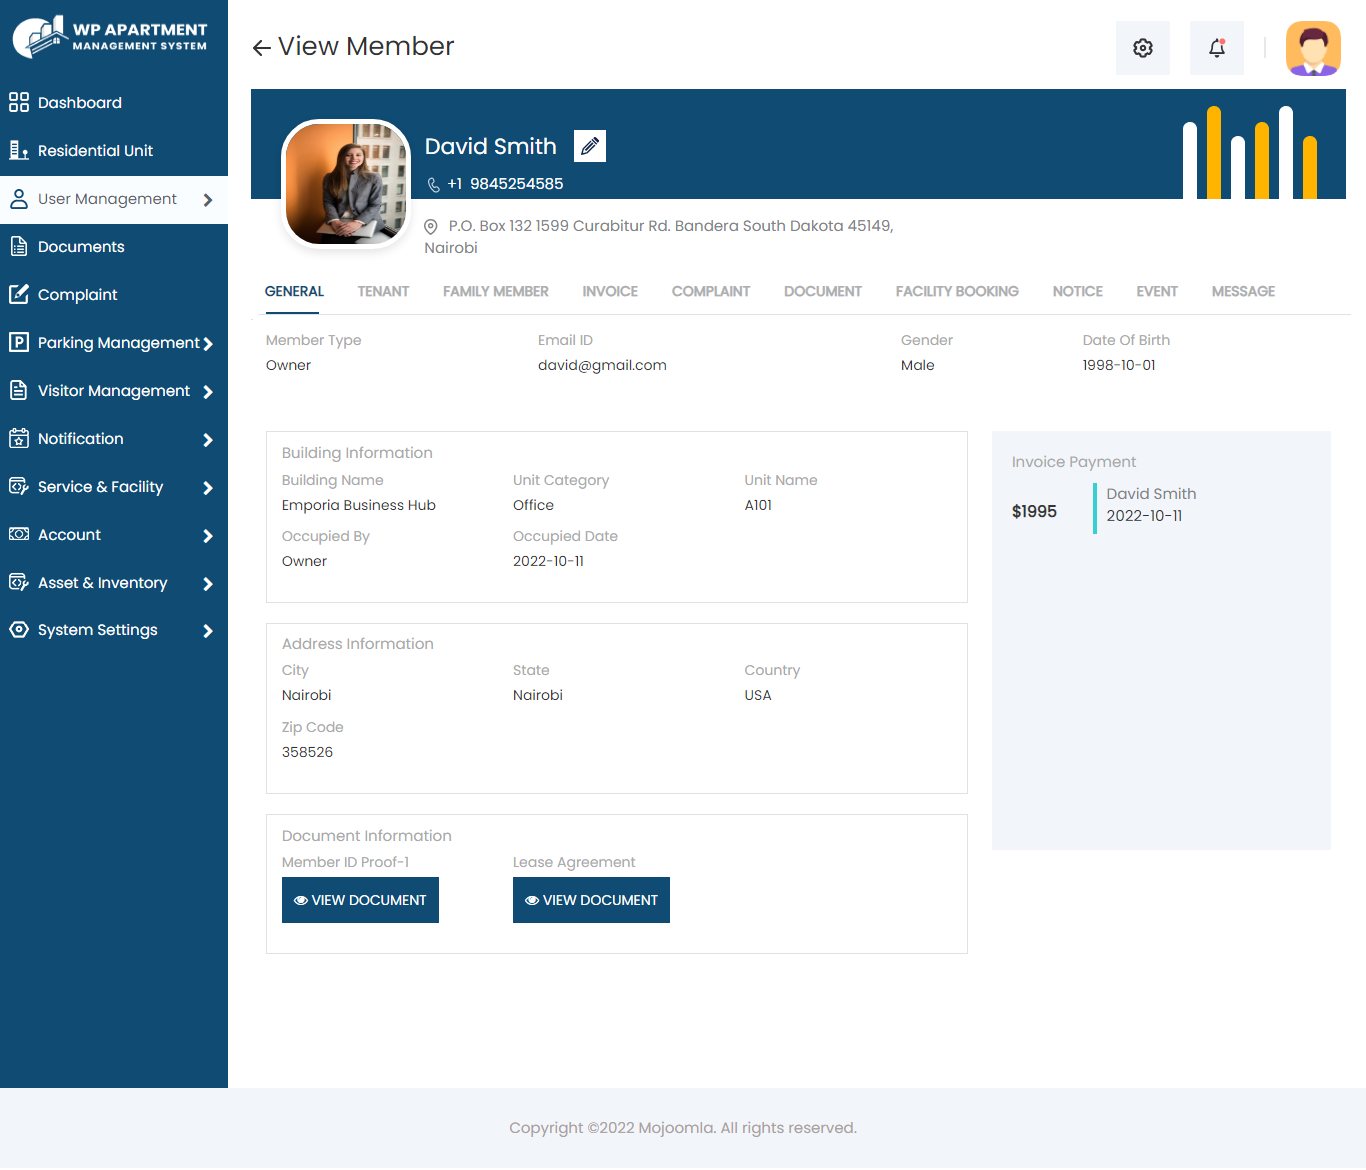 WP APARTMENT
MANAGEMENT SYSTEM
Dashboard
Residential Unit
User Management
Documents
Complaint
Parking Management
Visitor Management
Notification
Service & Facility
Account
Asset & Inventory
System Settings
View Member
David Smith
+1 9845254585
P.O. Box 132 1599 Curabitur Rd. Bandera South Dakota 45149,
Nairobi
GENERAL TENANT FAMILY MEMBER INVOICE COMPLAINT DOCUMENT FACILITY BOOKING NOTICE EVENT MESSAGE
Member Type Email ID Gender Date Of Birth
Owner david@gmail.com Male 1998-10-01
Building Information
Building Name Unit Category Unit Name
Emporia Business Hub Office A101
Occupied By Occupied Date
Owner 2022-10-11
Invoice Payment
$1995
David Smith
2022-10-11
Address Information
City State Country
Nairobi Nairobi USA
Zip Code
358526
Document Information
Member ID Proof-1 Lease Agreement
VIEW DOCUMENT VIEW DOCUMENT
Copyright ©2022 Mojoomla. All rights reserved.